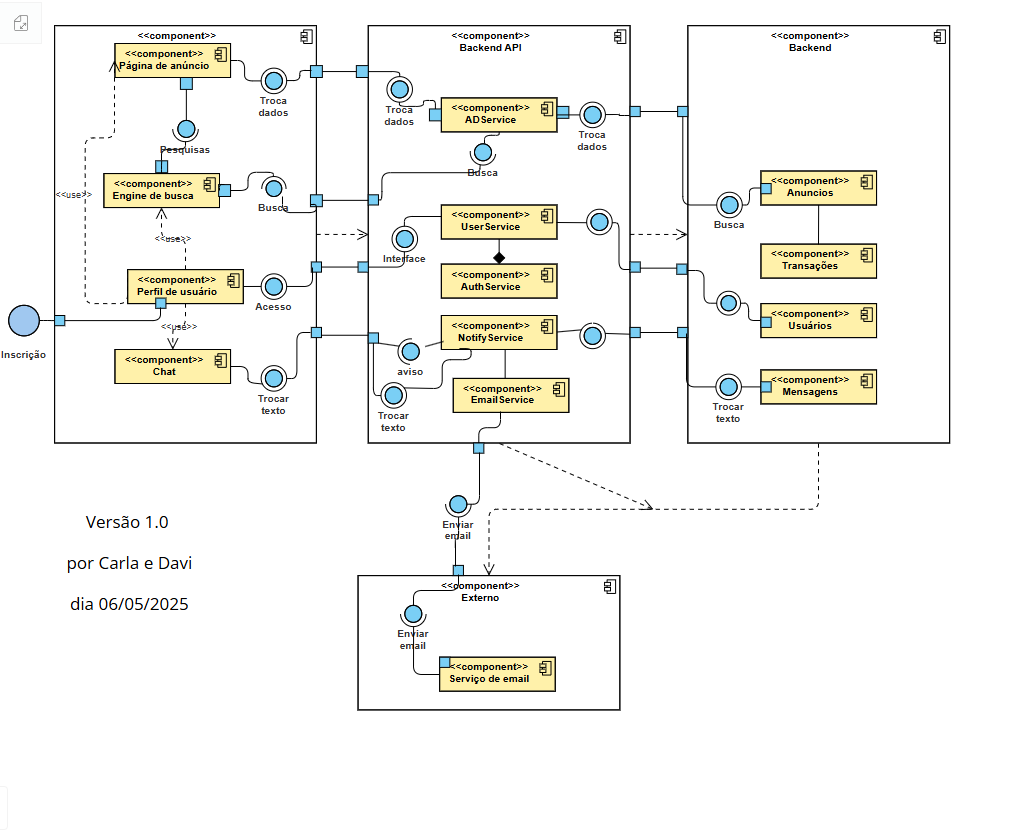 <<component>>
<<component>>
Página de anúncio
Troca
dados
Pesquisas
<<use>>
<<component>>
Engine de busca
Busca
<<use>>
<<component>>
Perfil de usuário
Acesso
Inscrição
<<use>>
<<component>>
Chat
Trocar
texto
<<component>>
Backend API
Troca
dados
<<component>>
ADService
Troca
dados
Busca
<<component>>
UserService
Interface
<<component>>
AuthService
<<component>>
NotifyService
aviso
Trocar
texto
<<component>>
EmailService
<<component>>
Backend
<<component>>
Anuncios
Busca
<<component>>
Transações
<<component>>
Usuários
<<component>>
Mensagens
Trocar
texto
Enviar
email
<<component>>
Externo
Enviar
email
<<component>>
Serviço de email
Versão 1.0
por Carla e Davi
dia 06/05/2025